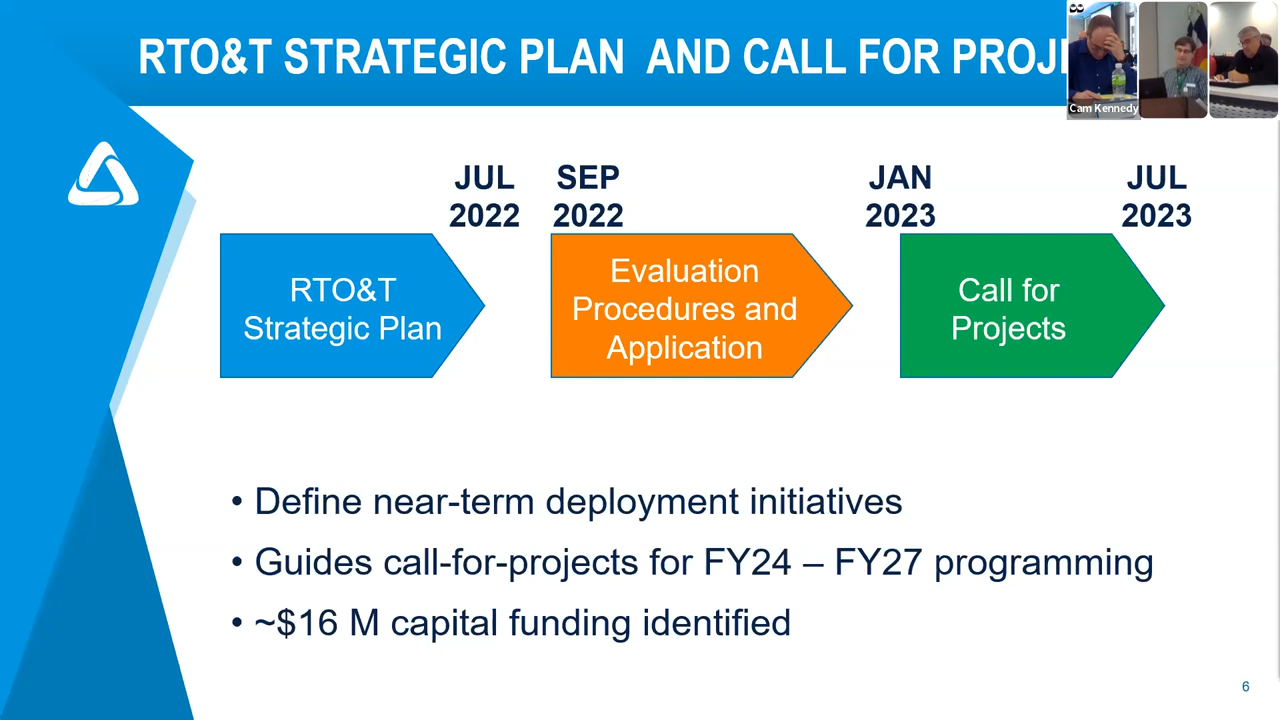 RTO&T STRATEGIC PLAN AND CALL FOR PROJE
Cam Kennedy
JUL
2022
SEP
2022
JAN
2023
JUL
2023
RTO&T
Strategic Plan
Evaluation
Procedures and
Application
Call for
Projects
• Define near-term deployment initiatives
• Guides call-for-projects for FY24 – FY27 programming
• ~$16 M capital funding identified
6